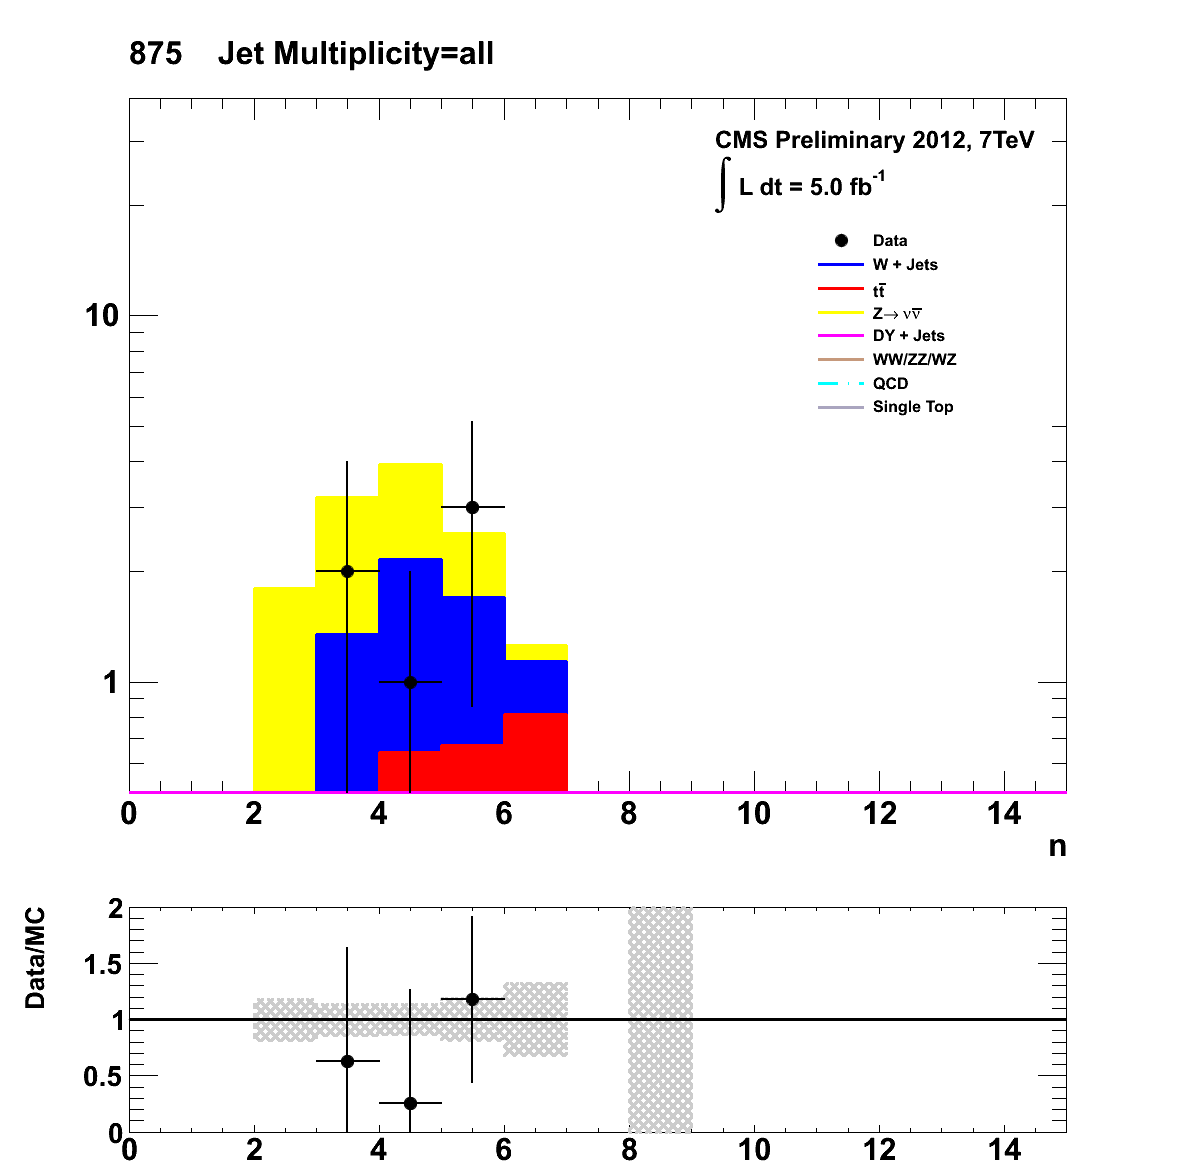 875 Jet Multiplicity=all
CMS Preliminary 2012, 7TeV
∫ L dt = 5.0 fb⁻¹
Data
W + Jets
tt̅
Z→ νν̅
DY + Jets
WW/ZZ/WZ
QCD
Single Top
10
1
0 2 4 6 8 10 12 14
n
Data/MC
2
1.5
1
0.5
0
0 2 4 6 8 10 12 14